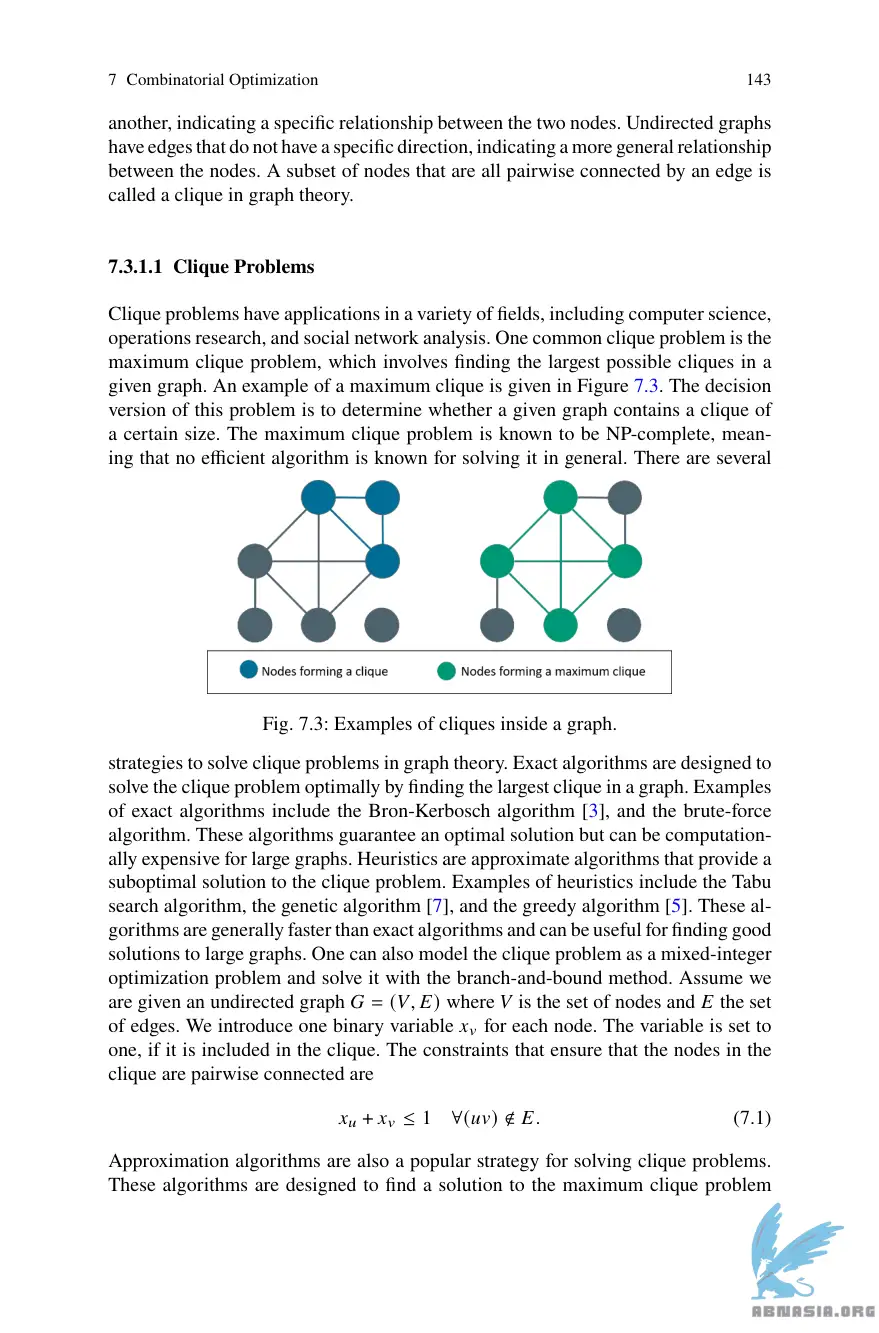 7 Combinatorial Optimization 143
another, indicating a specific relationship between the two nodes. Undirected graphs
have edges that do not have a specific direction, indicating a more general relationship
between the nodes. A subset of nodes that are all pairwise connected by an edge is
called a clique in graph theory.
7.3.1.1 Clique Problems
Clique problems have applications in a variety of fields, including computer science,
operations research, and social network analysis. One common clique problem is the
maximum clique problem, which involves finding the largest possible cliques in a
given graph. An example of a maximum clique is given in Figure 7.3. The decision
version of this problem is to determine whether a given graph contains a clique of
a certain size. The maximum clique problem is known to be NP-complete, mean-
ing that no efficient algorithm is known for solving it in general. There are several
Nodes forming a clique Nodes forming a maximum clique
Fig. 7.3: Examples of cliques inside a graph.
strategies to solve clique problems in graph theory. Exact algorithms are designed to
solve the clique problem optimally by finding the largest clique in a graph. Examples
of exact algorithms include the Bron-Kerbosch algorithm [3], and the brute-force
algorithm. These algorithms guarantee an optimal solution but can be computation-
ally expensive for large graphs. Heuristics are approximate algorithms that provide a
suboptimal solution to the clique problem. Examples of heuristics include the Tabu
search algorithm, the genetic algorithm [7], and the greedy algorithm [5]. These al-
gorithms are generally faster than exact algorithms and can be useful for finding good
solutions to large graphs. One can also model the clique problem as a mixed-integer
optimization problem and solve it with the branch-and-bound method. Assume we
are given an undirected graph G = (V, E) where V is the set of nodes and E the set
of edges. We introduce one binary variable xᵥ for each node. The variable is set to
one, if it is included in the clique. The constraints that ensure that the nodes in the
clique are pairwise connected are
xᵤ + xᵥ ≤ 1 ∀(uv) ∉ E. (7.1)
Approximation algorithms are also a popular strategy for solving clique problems.
These algorithms are designed to find a solution to the maximum clique problem
ABNASIA.ORG